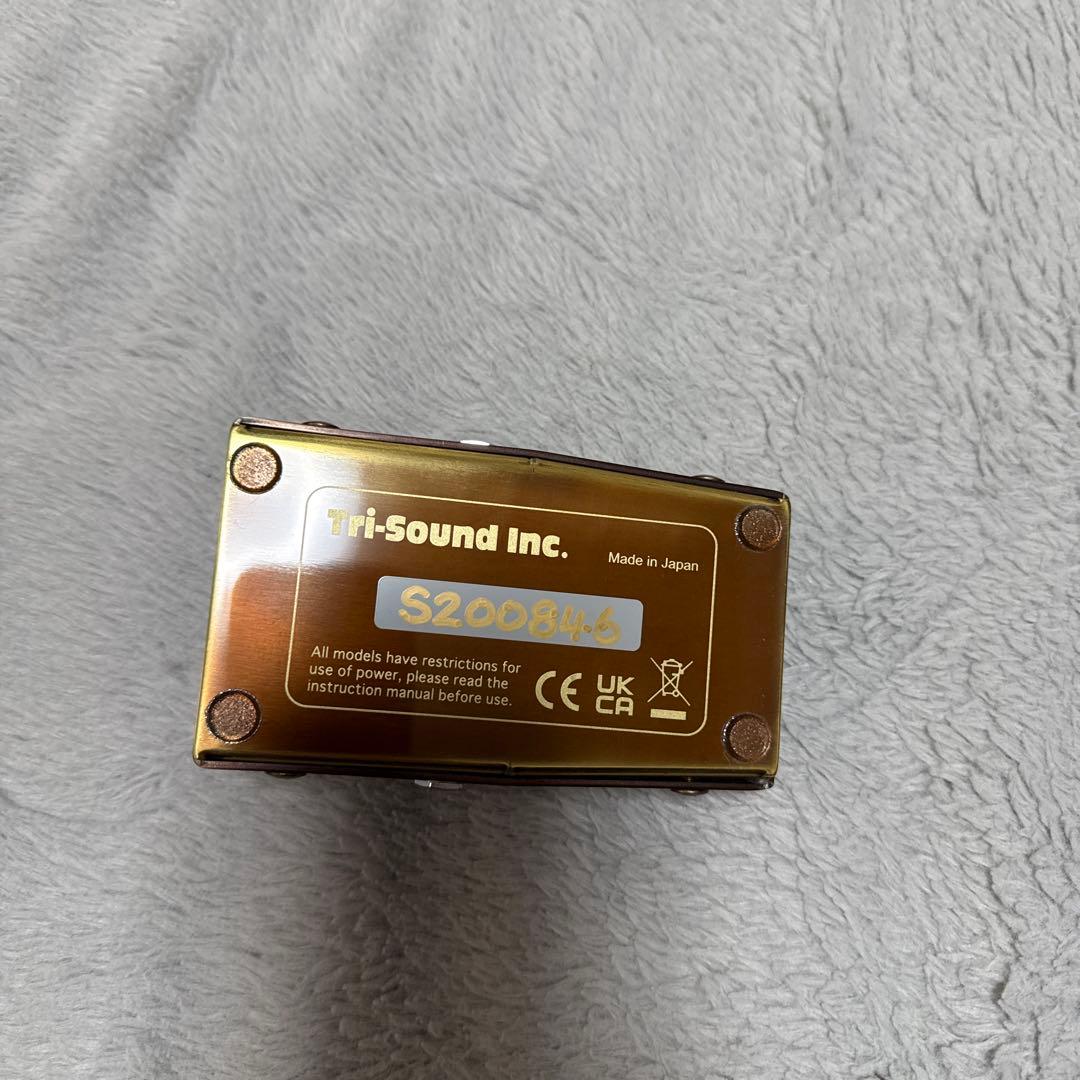 Tri-Sound Inc.
Made in Japan
S200846
All models have restrictions for
use of power, please read the
instruction manual before use.
CE
UK
CA